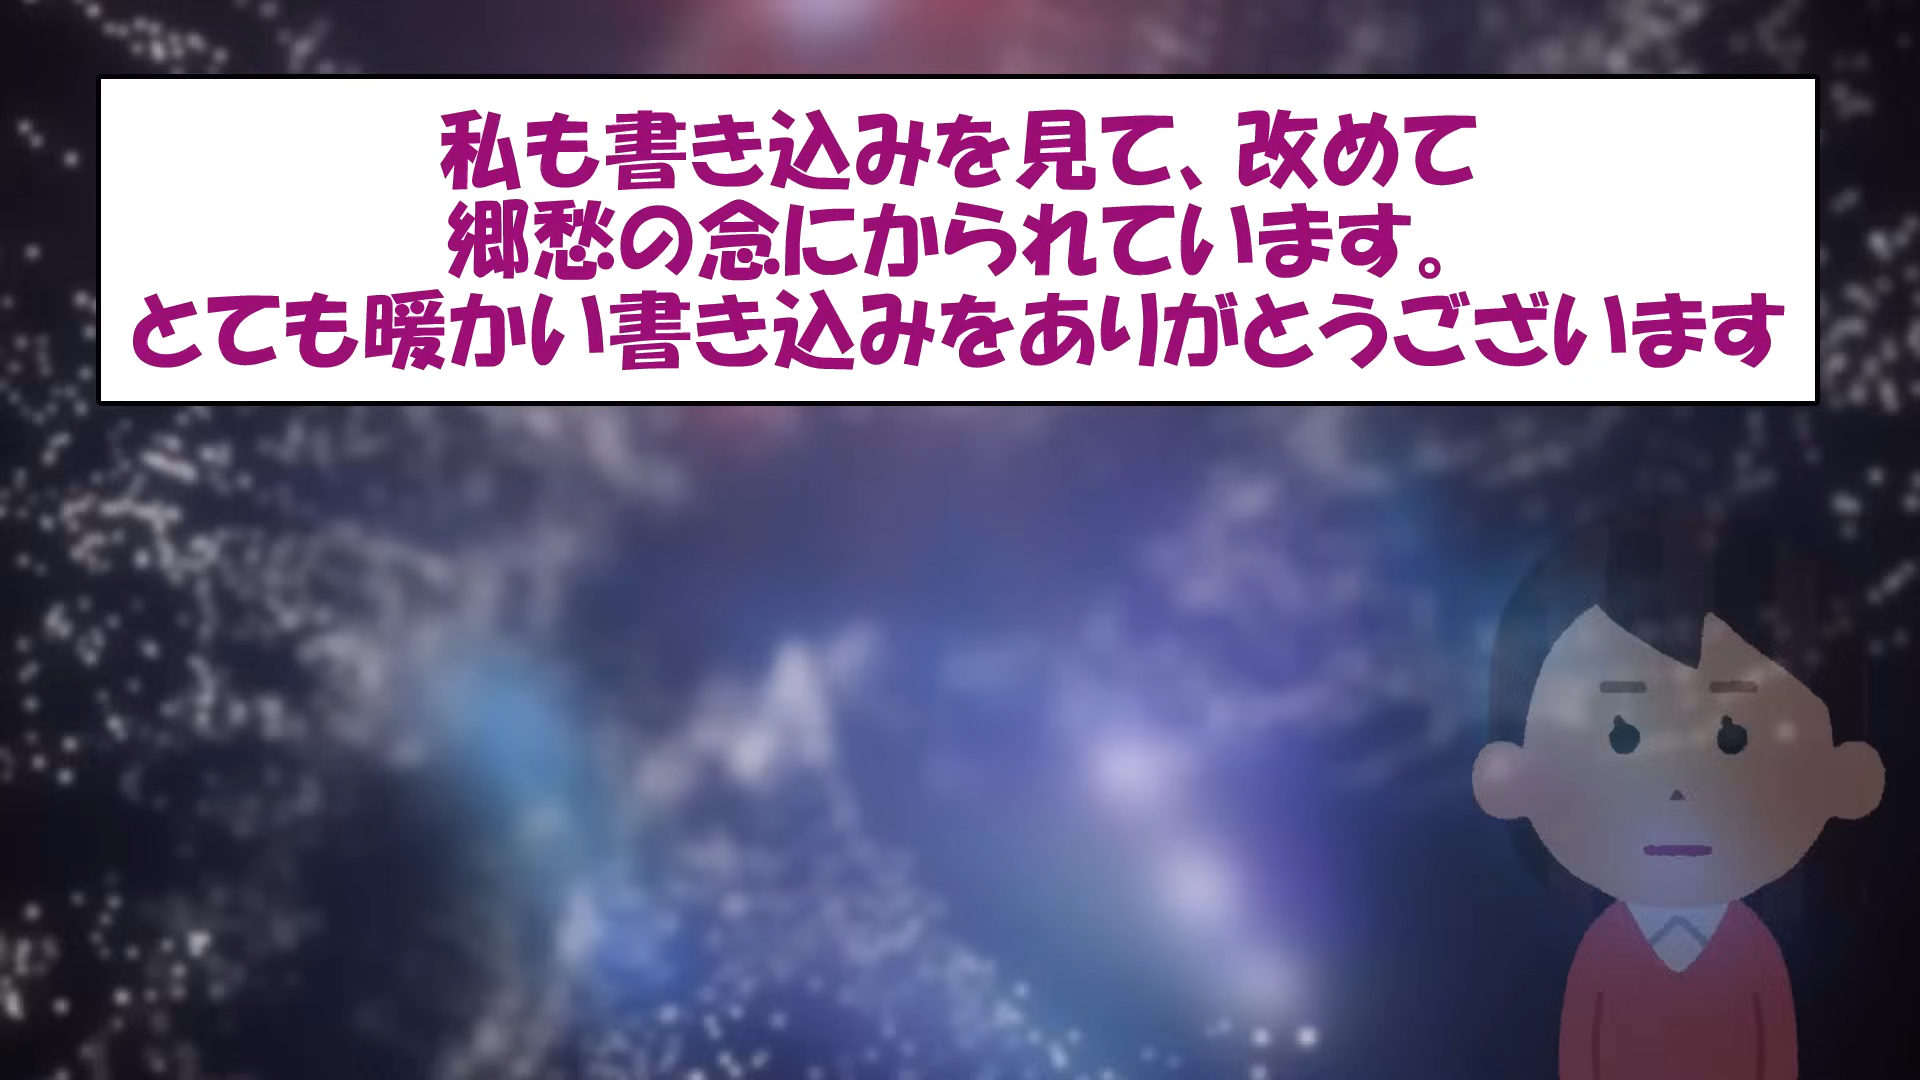 私も書き込みを見て、改めて
郷愁の念にかられています。
とても暖かい書き込みをありがとうございます